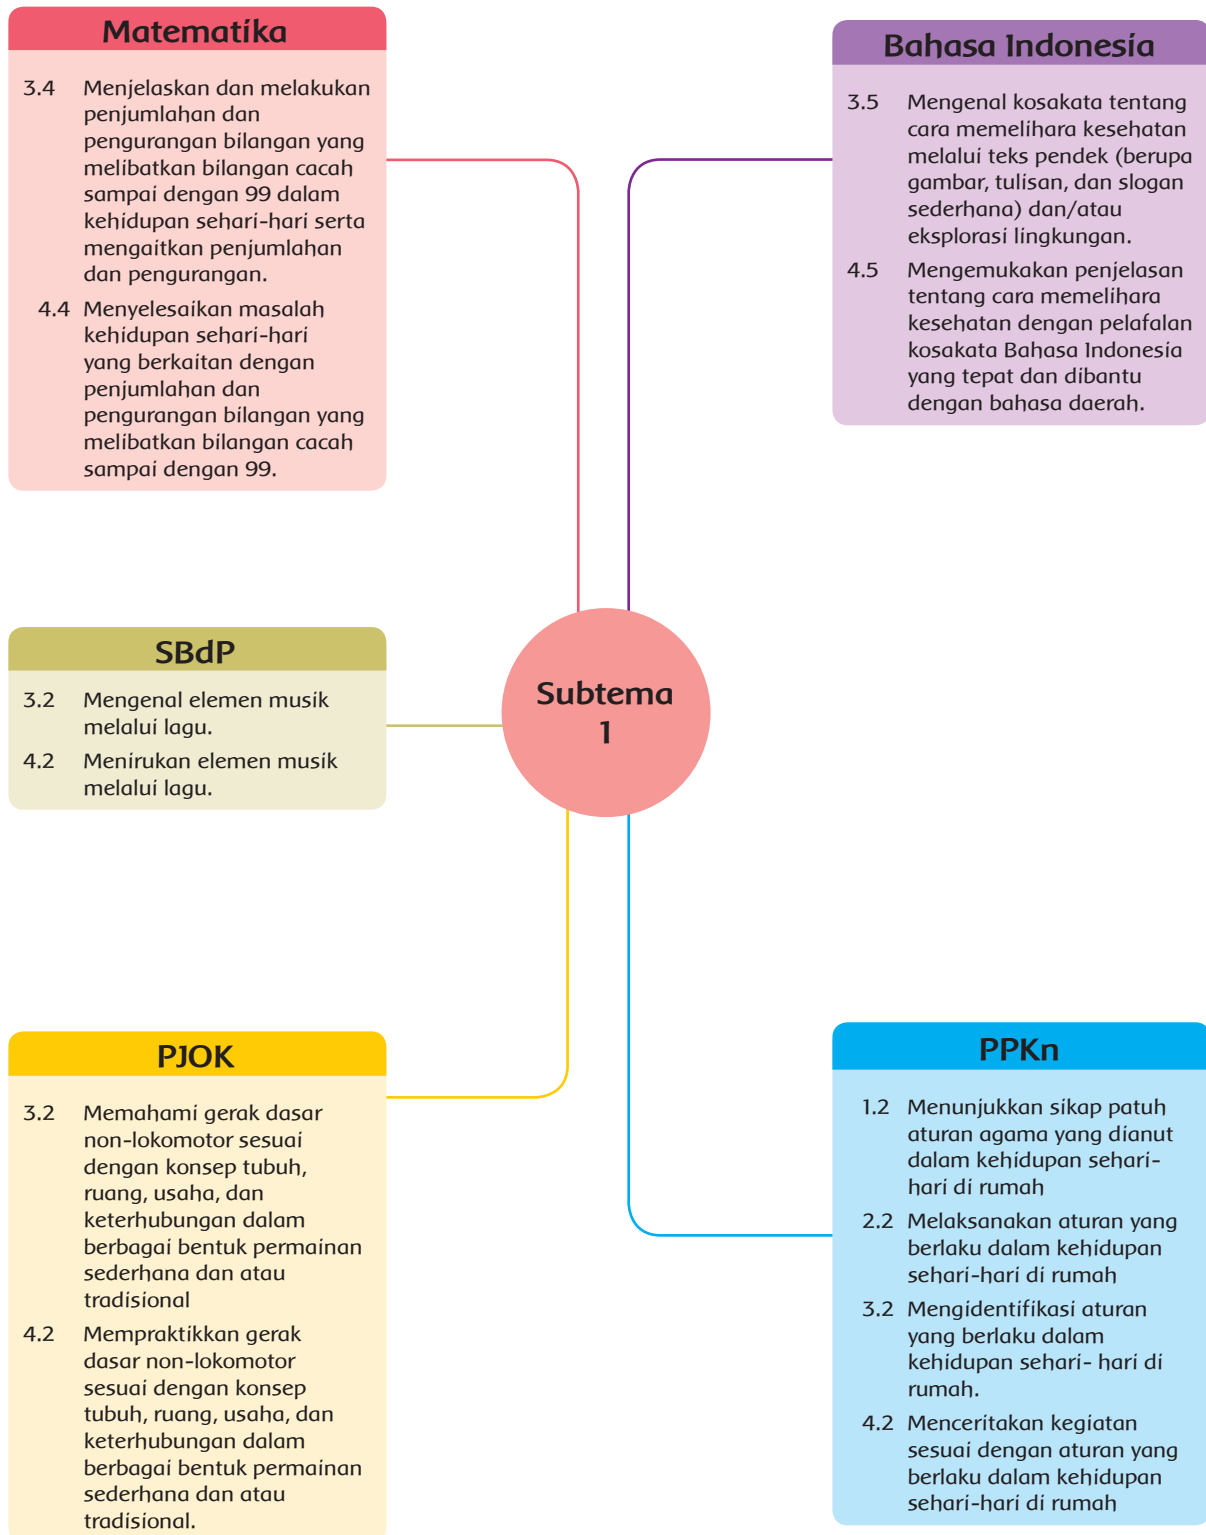 Matematika
3.4 Menjelaskan dan melakukan
penjumlahan dan
pengurangan bilangan yang
melibatkan bilangan cacah
sampai dengan 99 dalam
kehidupan sehari-hari serta
mengaitkan penjumlahan
dan pengurangan.
4.4 Menyelesaikan masalah
kehidupan sehari-hari
yang berkaitan dengan
penjumlahan dan
pengurangan bilangan yang
melibatkan bilangan cacah
sampai dengan 99.
Bahasa Indonesia
3.5 Mengenal kosakata tentang
cara memelihara kesehatan
melalui teks pendek (berupa
gambar, tulisan, dan slogan
sederhana) dan/atau
eksplorasi lingkungan.
4.5 Mengemukakan penjelasan
tentang cara memelihara
kesehatan dengan pelafalan
kosakata Bahasa Indonesia
yang tepat dan dibantu
dengan bahasa daerah.
SBdP
3.2 Mengenal elemen musik
melalui lagu.
4.2 Menirukan elemen musik
melalui lagu.
Subtema
1
PJOK
3.2 Memahami gerak dasar
non-lokomotor sesuai
dengan konsep tubuh,
ruang, usaha, dan
keterhubungan dalam
berbagai bentuk permainan
sederhana dan atau
tradisional
4.2 Mempraktikkan gerak
dasar non-lokomotor
sesuai dengan konsep
tubuh, ruang, usaha, dan
keterhubungan dalam
berbagai bentuk permainan
sederhana dan atau
tradisional.
PPKn
1.2 Menunjukkan sikap patuh
aturan agama yang dianut
dalam kehidupan sehari-
hari di rumah
2.2 Melaksanakan aturan yang
berlaku dalam kehidupan
sehari-hari di rumah
3.2 Mengidentifikasi aturan
yang berlaku dalam
kehidupan sehari- hari di
rumah.
4.2 Menceritakan kegiatan
sesuai dengan aturan yang
berlaku dalam kehidupan
sehari-hari di rumah